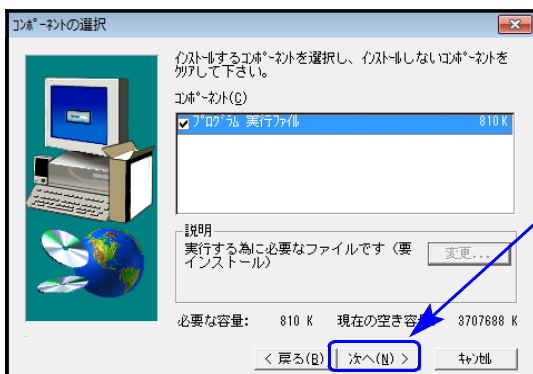 ｺﾝﾎﾟｰﾈﾝﾄの選択
ｲﾝｽﾄｰﾙするｺﾝﾎﾟｰﾈﾝﾄを選択し、ｲﾝｽﾄｰﾙしないｺﾝﾎﾟｰﾈﾝﾄを
ｸﾘｱして下さい。
ｺﾝﾎﾟｰﾈﾝﾄ(C)
ﾌﾟﾛｸﾞﾗﾑ 実行ﾌｧｲﾙ 810 K
説明
実行する為に必要なファイルです（要
インストール）
変更...
必要な容量: 810 K 現在の空き容 3707688 K
< 戻る(B) 次へ(N) > ｷｬﾝｾﾙ